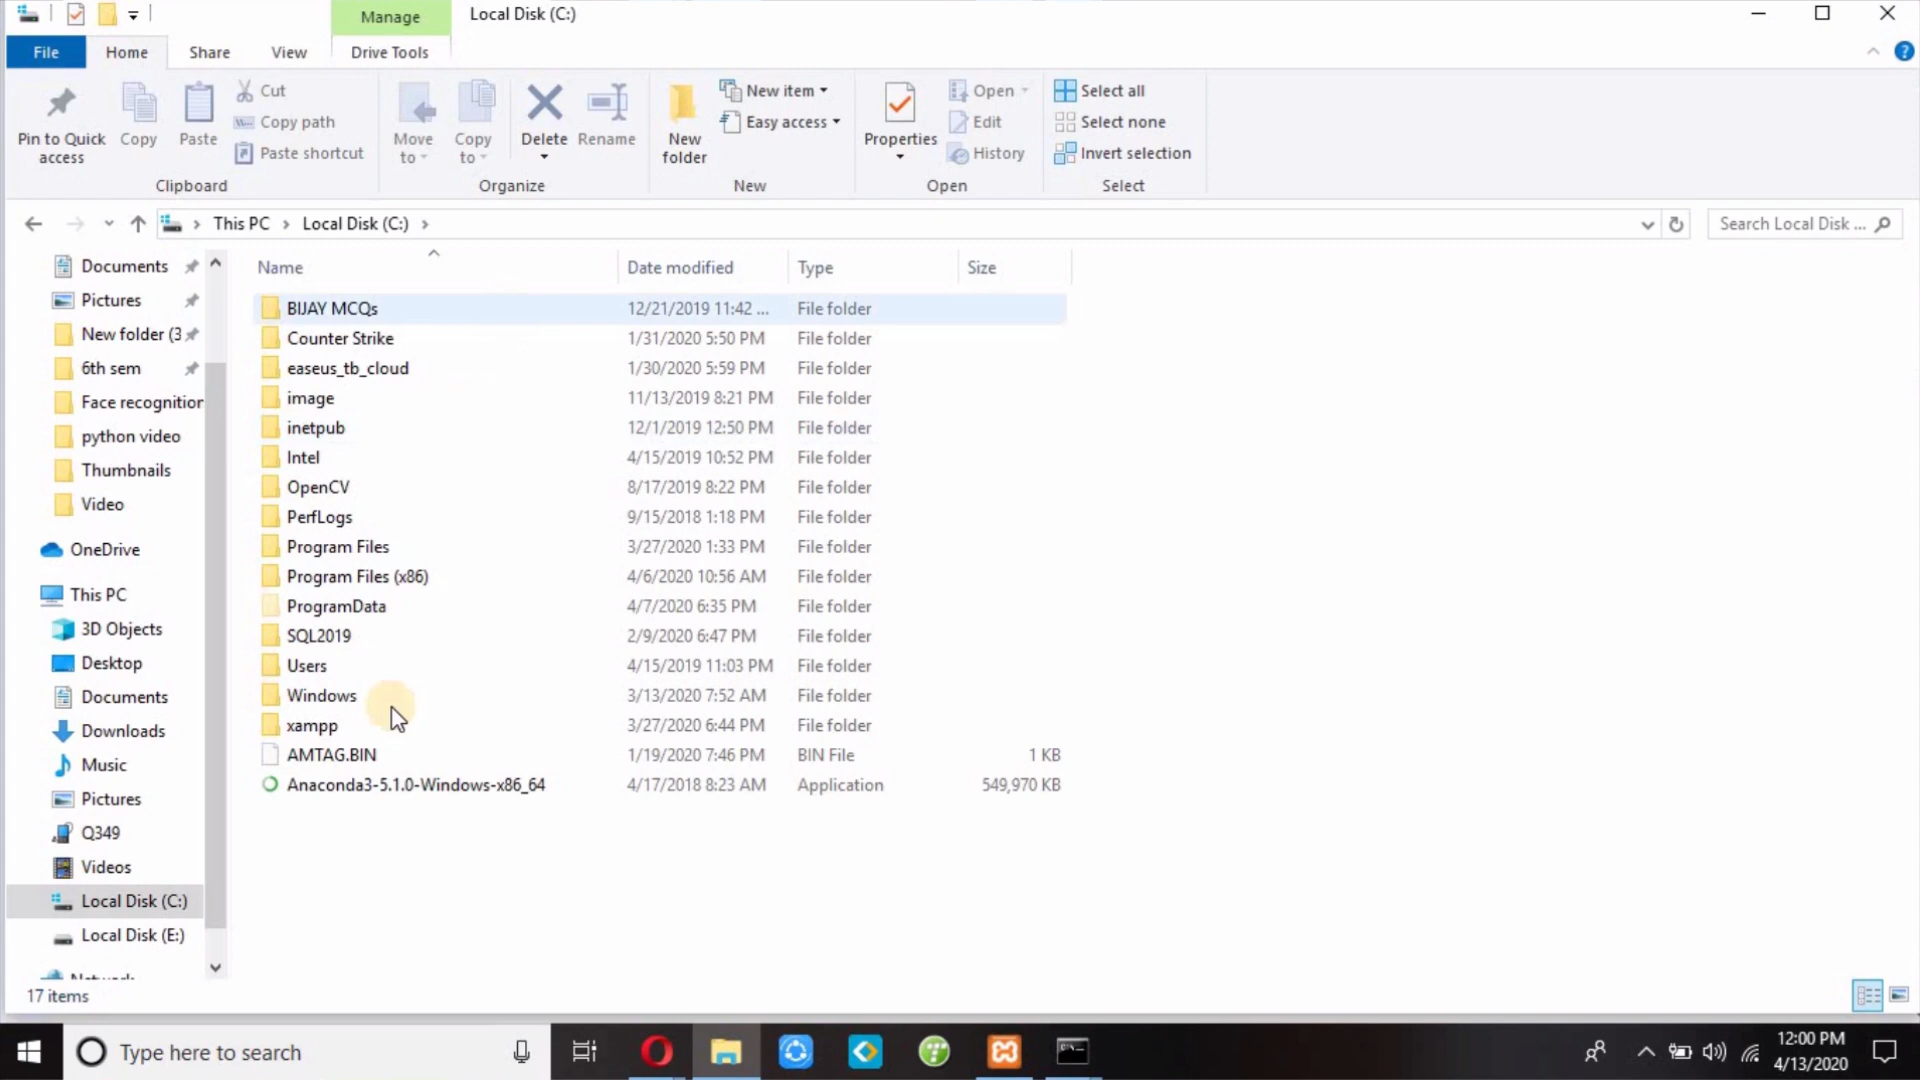 Manage
Local Disk (C:)
File
Home
Share
View
Drive Tools
Pin to Quick
access
Copy
Paste
Cut
Copy path
Paste shortcut
Clipboard
Move
to
Copy
to
Delete
Rename
Organize
New
folder
New item
Easy access
New
Properties
Open
Edit
History
Open
Select all
Select none
Invert selection
Select
This PC
Local Disk (C:)
Search Local Disk ...
Documents
Pictures
New folder (3
6th sem
Face recognition
python video
Thumbnails
Video
OneDrive
This PC
3D Objects
Desktop
Documents
Downloads
Music
Pictures
Q349
Videos
Local Disk (C:)
Local Disk (E:)
Network
Name Date modified Type Size
BIJAY MCQs 12/21/2019 11:42 ... File folder
Counter Strike 1/31/2020 5:50 PM File folder
easeus_tb_cloud 1/30/2020 5:59 PM File folder
image 11/13/2019 8:21 PM File folder
inetpub 12/1/2019 12:50 PM File folder
Intel 4/15/2019 10:52 PM File folder
OpenCV 8/17/2019 8:22 PM File folder
PerfLogs 9/15/2018 1:18 PM File folder
Program Files 3/27/2020 1:33 PM File folder
Program Files (x86) 4/6/2020 10:56 AM File folder
ProgramData 4/7/2020 6:35 PM File folder
SQL2019 2/9/2020 6:47 PM File folder
Users 4/15/2019 11:03 PM File folder
Windows 3/13/2020 7:52 AM File folder
xampp 3/27/2020 6:44 PM File folder
AMTAG.BIN 1/19/2020 7:46 PM BIN File 1 KB
Anaconda3-5.1.0-Windows-x86_64 4/17/2018 8:23 AM Application 549,970 KB
17 items
Type here to search
12:00 PM
4/13/2020